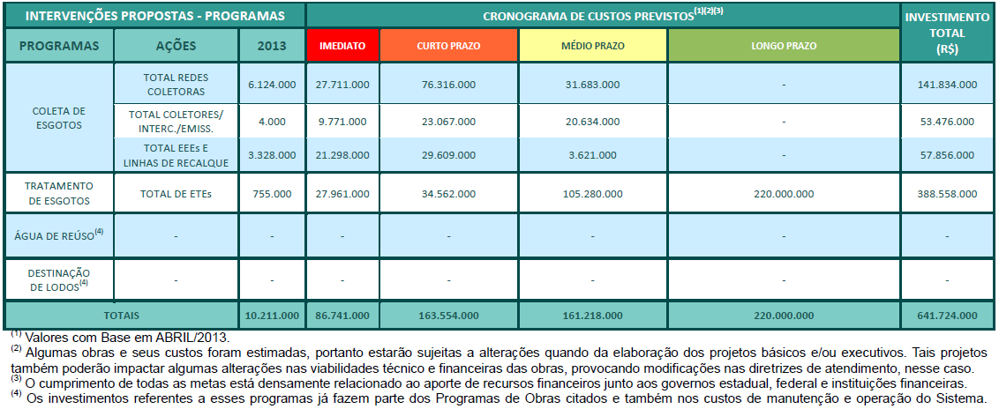 INTERVENÇÕES PROPOSTAS - PROGRAMAS CRONOGRAMA DE CUSTOS PREVISTOS(1)(2)(3) INVESTIMENTO TOTAL (R$)
PROGRAMAS AÇÕES 2013 IMEDIATO CURTO PRAZO MÉDIO PRAZO LONGO PRAZO
COLETA DE ESGOTOS
TOTAL REDES COLETORAS 6.124.000 27.711.000 76.316.000 31.683.000 - 141.834.000
TOTAL COLETORES/ INTERC./EMISS. 4.000 9.771.000 23.067.000 20.634.000 - 53.476.000
TOTAL EEEs E LINHAS DE RECALQUE 3.328.000 21.298.000 29.609.000 3.621.000 - 57.856.000
TRATAMENTO DE ESGOTOS TOTAL DE ETEs 755.000 27.961.000 34.562.000 105.280.000 220.000.000 388.558.000
ÁGUA DE REÚSO(4) - - - - - - -
DESTINAÇÃO DE LODOS(4) - - - - - - -
TOTAIS 10.211.000 86.741.000 163.554.000 161.218.000 220.000.000 641.724.000
(1) Valores com Base em ABRIL/2013.
(2) Algumas obras e seus custos foram estimadas, portanto estarão sujeitas a alterações quando da elaboração dos projetos básicos e/ou executivos. Tais projetos
também poderão impactar algumas alterações nas viabilidades técnico e financeiras das obras, provocando modificações nas diretrizes de atendimento, nesse caso.
(3) O cumprimento de todas as metas está densamente relacionado ao aporte de recursos financeiros junto aos governos estadual, federal e instituições financeiras.
(4) Os investimentos referentes a esses programas já fazem parte dos Programas de Obras citados e também nos custos de manutenção e operação do Sistema.